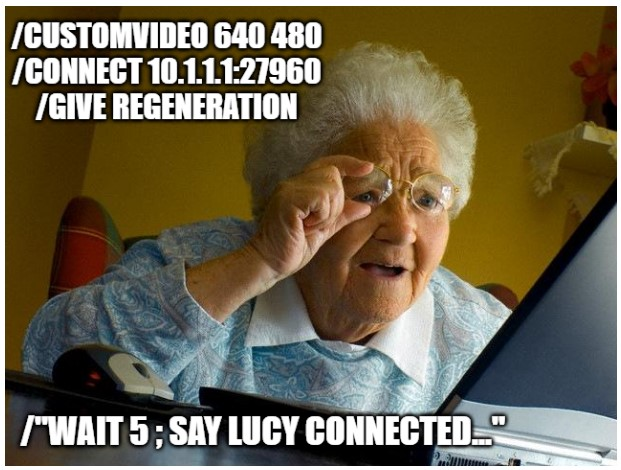 /CUSTOMVIDEO 640 480
/CONNECT 10.1.1.1:27960
/GIVE REGENERATION
/"WAIT 5 ; SAY LUCY CONNECTED..."